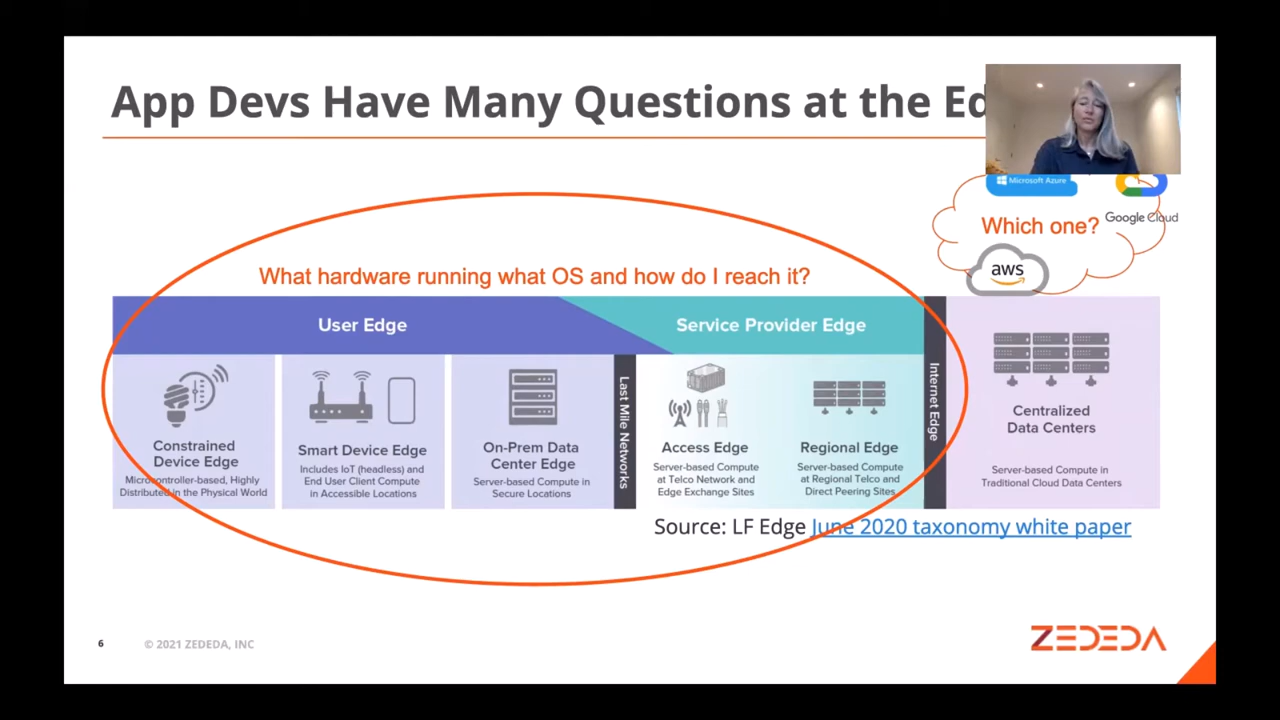 App Devs Have Many Questions at the Ed
Microsoft Azure
Google Cloud
Which one?
aws
What hardware running what OS and how do I reach it?
User Edge
Service Provider Edge
Constrained
Device Edge
Microcontroller-based, Highly
Distributed in the Physical World
Smart Device Edge
Includes IoT (headless) and
End User Client Compute
in Accessible Locations
On-Prem Data
Center Edge
Server-based Compute in
Secure Locations
Last Mile Networks
Access Edge
Server-based Compute
at Telco Network and
Edge Exchange Sites
Regional Edge
Server-based Compute
at Regional Telco and
Direct Peering Sites
Internet Edge
Centralized
Data Centers
Server-based Compute in
Traditional Cloud Data Centers
Source: LF Edge June 2020 taxonomy white paper
6
© 2021 ZEDEDA, INC
ZEDEDA